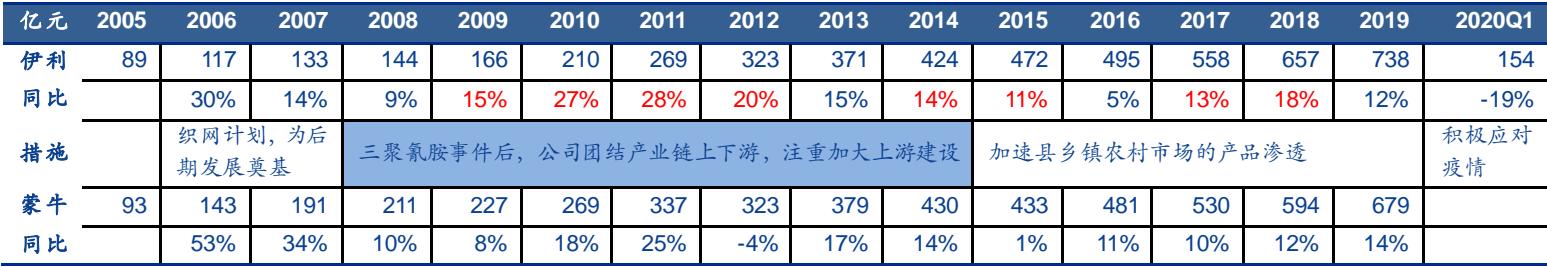 亿元 2005 2006 2007 2008 2009 2010 2011 2012 2013 2014 2015 2016 2017 2018 2019 2020Q1
伊利 89 117 133 144 166 210 269 323 371 424 472 495 558 657 738 154
同比 30% 14% 9% 15% 27% 28% 20% 15% 14% 11% 5% 13% 18% 12% -19%
措施 织网计划，为后期发展奠基 三聚氰胺事件后，公司团结产业链上下游，注重加大上游建设 加速县乡镇农村市场的产品渗透 积极应对疫情
蒙牛 93 143 191 211 227 269 337 323 379 430 433 481 530 594 679
同比 53% 34% 10% 8% 18% 25% -4% 17% 14% 1% 11% 10% 12% 14%